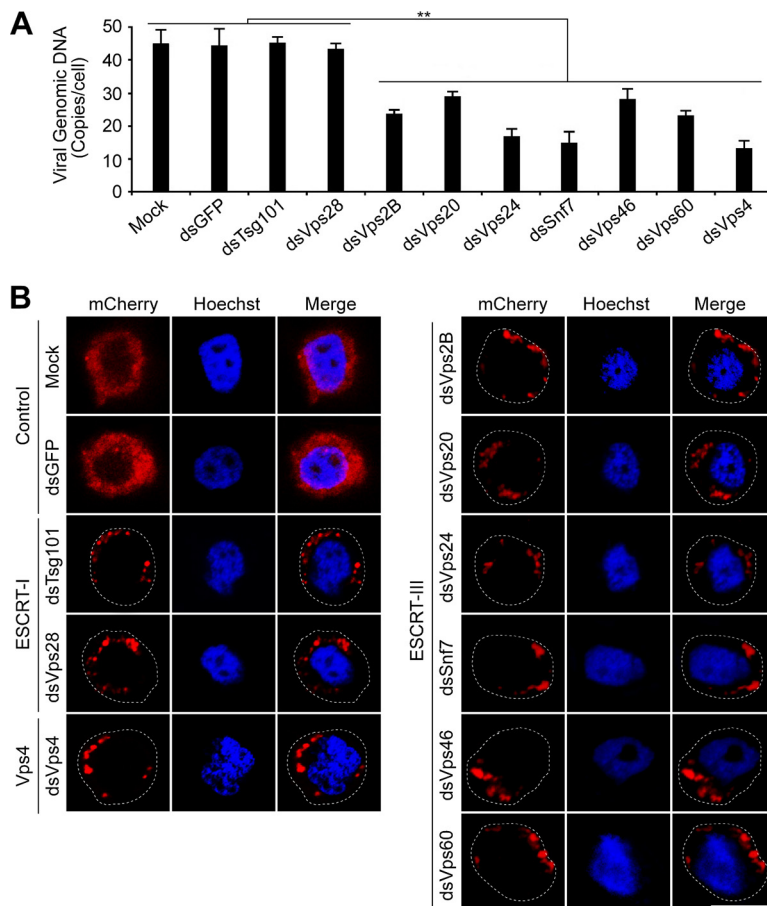 A
**
Viral Genomic DNA
(Copies/cell)
50
40
30
20
10
0
Mock
dsGFP
dsTsg101
dsVps28
dsVps2B
dsVps20
dsVps24
dsSnf7
dsVps46
dsVps60
dsVps4
B
mCherry Hoechst Merge
Control
Mock
dsGFP
ESCRT-I
dsTsg101
dsVps28
Vps4
dsVps4
mCherry Hoechst Merge
ESCRT-III
dsVps2B
dsVps20
dsVps24
dsSnf7
dsVps46
dsVps60